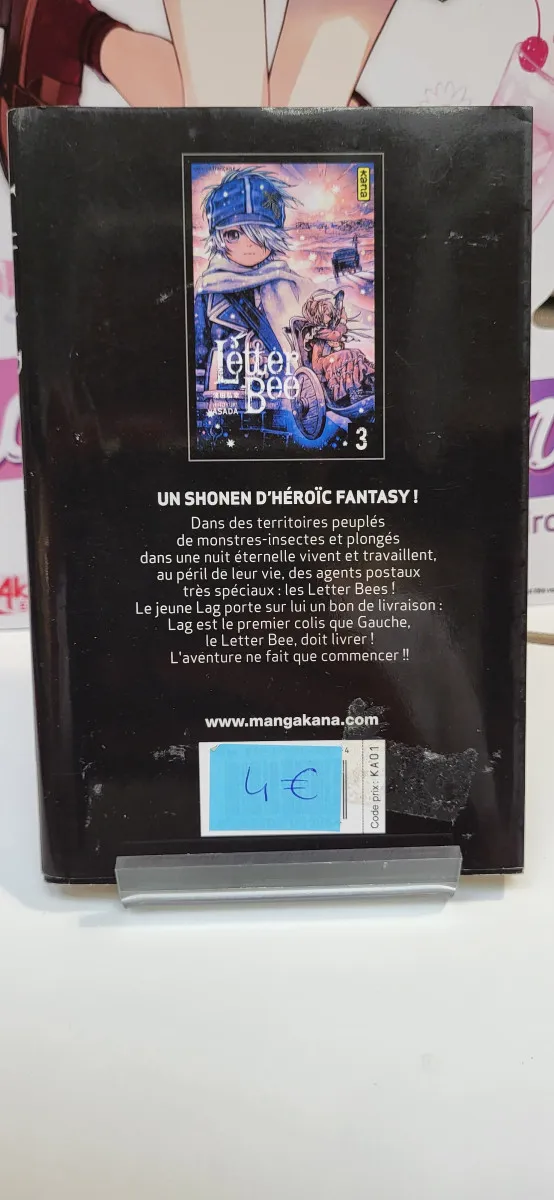 kana
Letter
Bee
ASADA
3
UN SHONEN D'HÉROÏC FANTASY !
Dans des territoires peuplés
de monstres-insectes et plongés
dans une nuit éternelle vivent et travaillent,
au péril de leur vie, des agents postaux
très spéciaux : les Letter Bees !
Le jeune Lag porte sur lui un bon de livraison :
Lag est le premier colis que Gauche,
le Letter Bee, doit livrer !
L'aventure ne fait que commencer !!
www.mangakana.com
4 €
4
Code prix : KA01